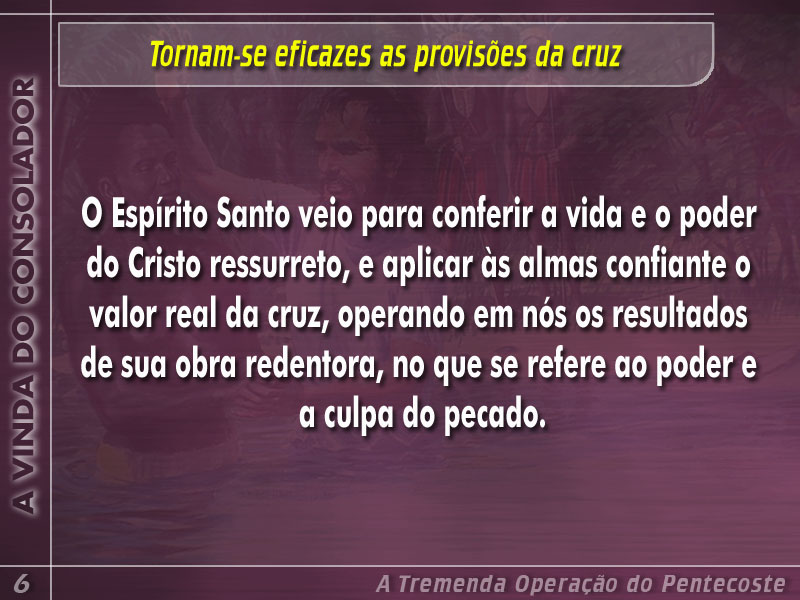 Tornam-se eficazes as provisões da cruz
A VINDA DO CONSOLADOR
O Espírito Santo veio para conferir a vida e o poder
do Cristo ressurreto, e aplicar às almas confiante o
valor real da cruz, operando em nós os resultados
de sua obra redentora, no que se refere ao poder e
a culpa do pecado.
6
A Tremenda Operação do Pentecoste